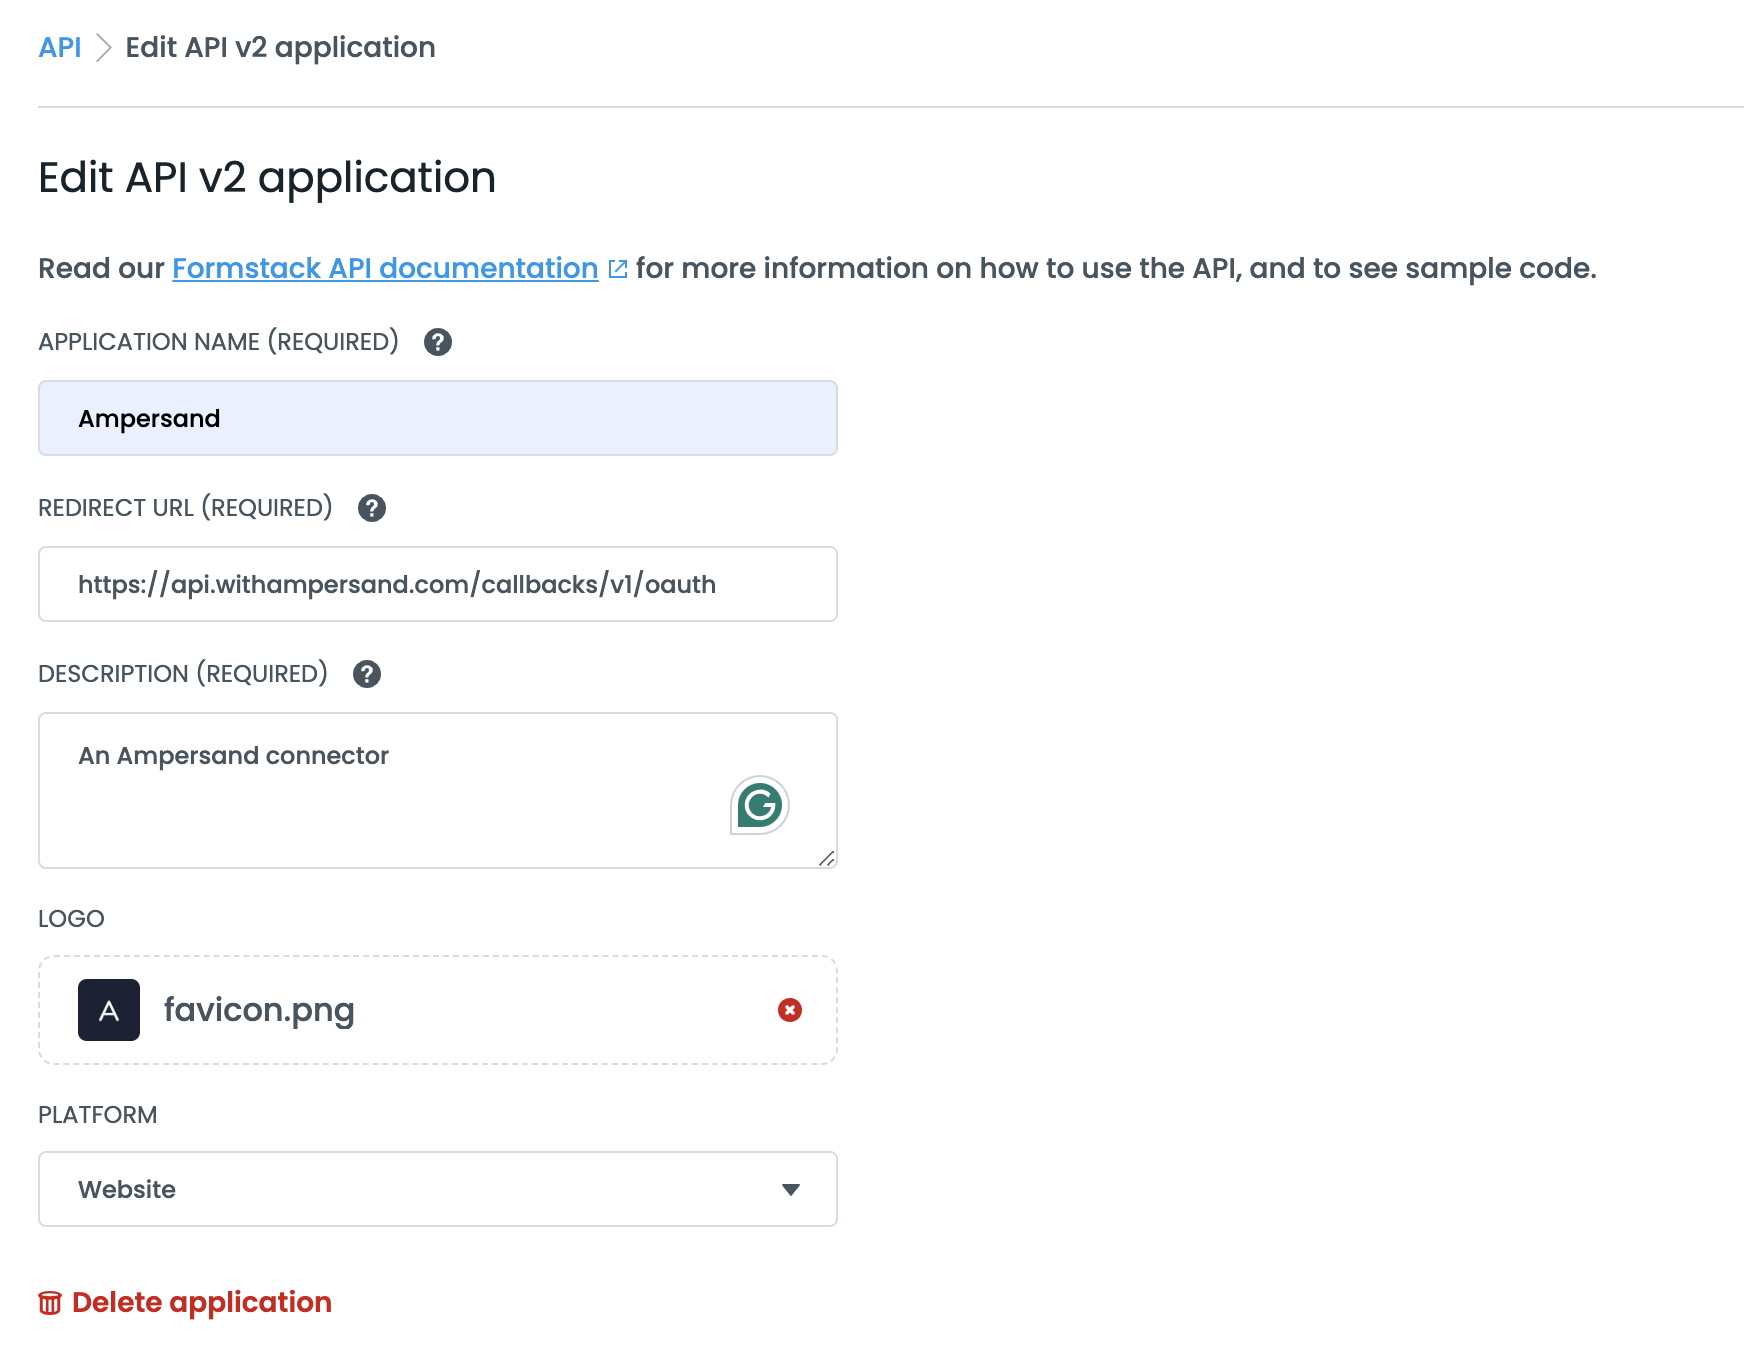 API > Edit API v2 application
Edit API v2 application
Read our Formstack API documentation for more information on how to use the API, and to see sample code.
APPLICATION NAME (REQUIRED) ?
Ampersand
REDIRECT URL (REQUIRED) ?
https://api.withampersand.com/callbacks/v1/oauth
DESCRIPTION (REQUIRED) ?
An Ampersand connector
G
LOGO
A favicon.png
PLATFORM
Website
Delete application